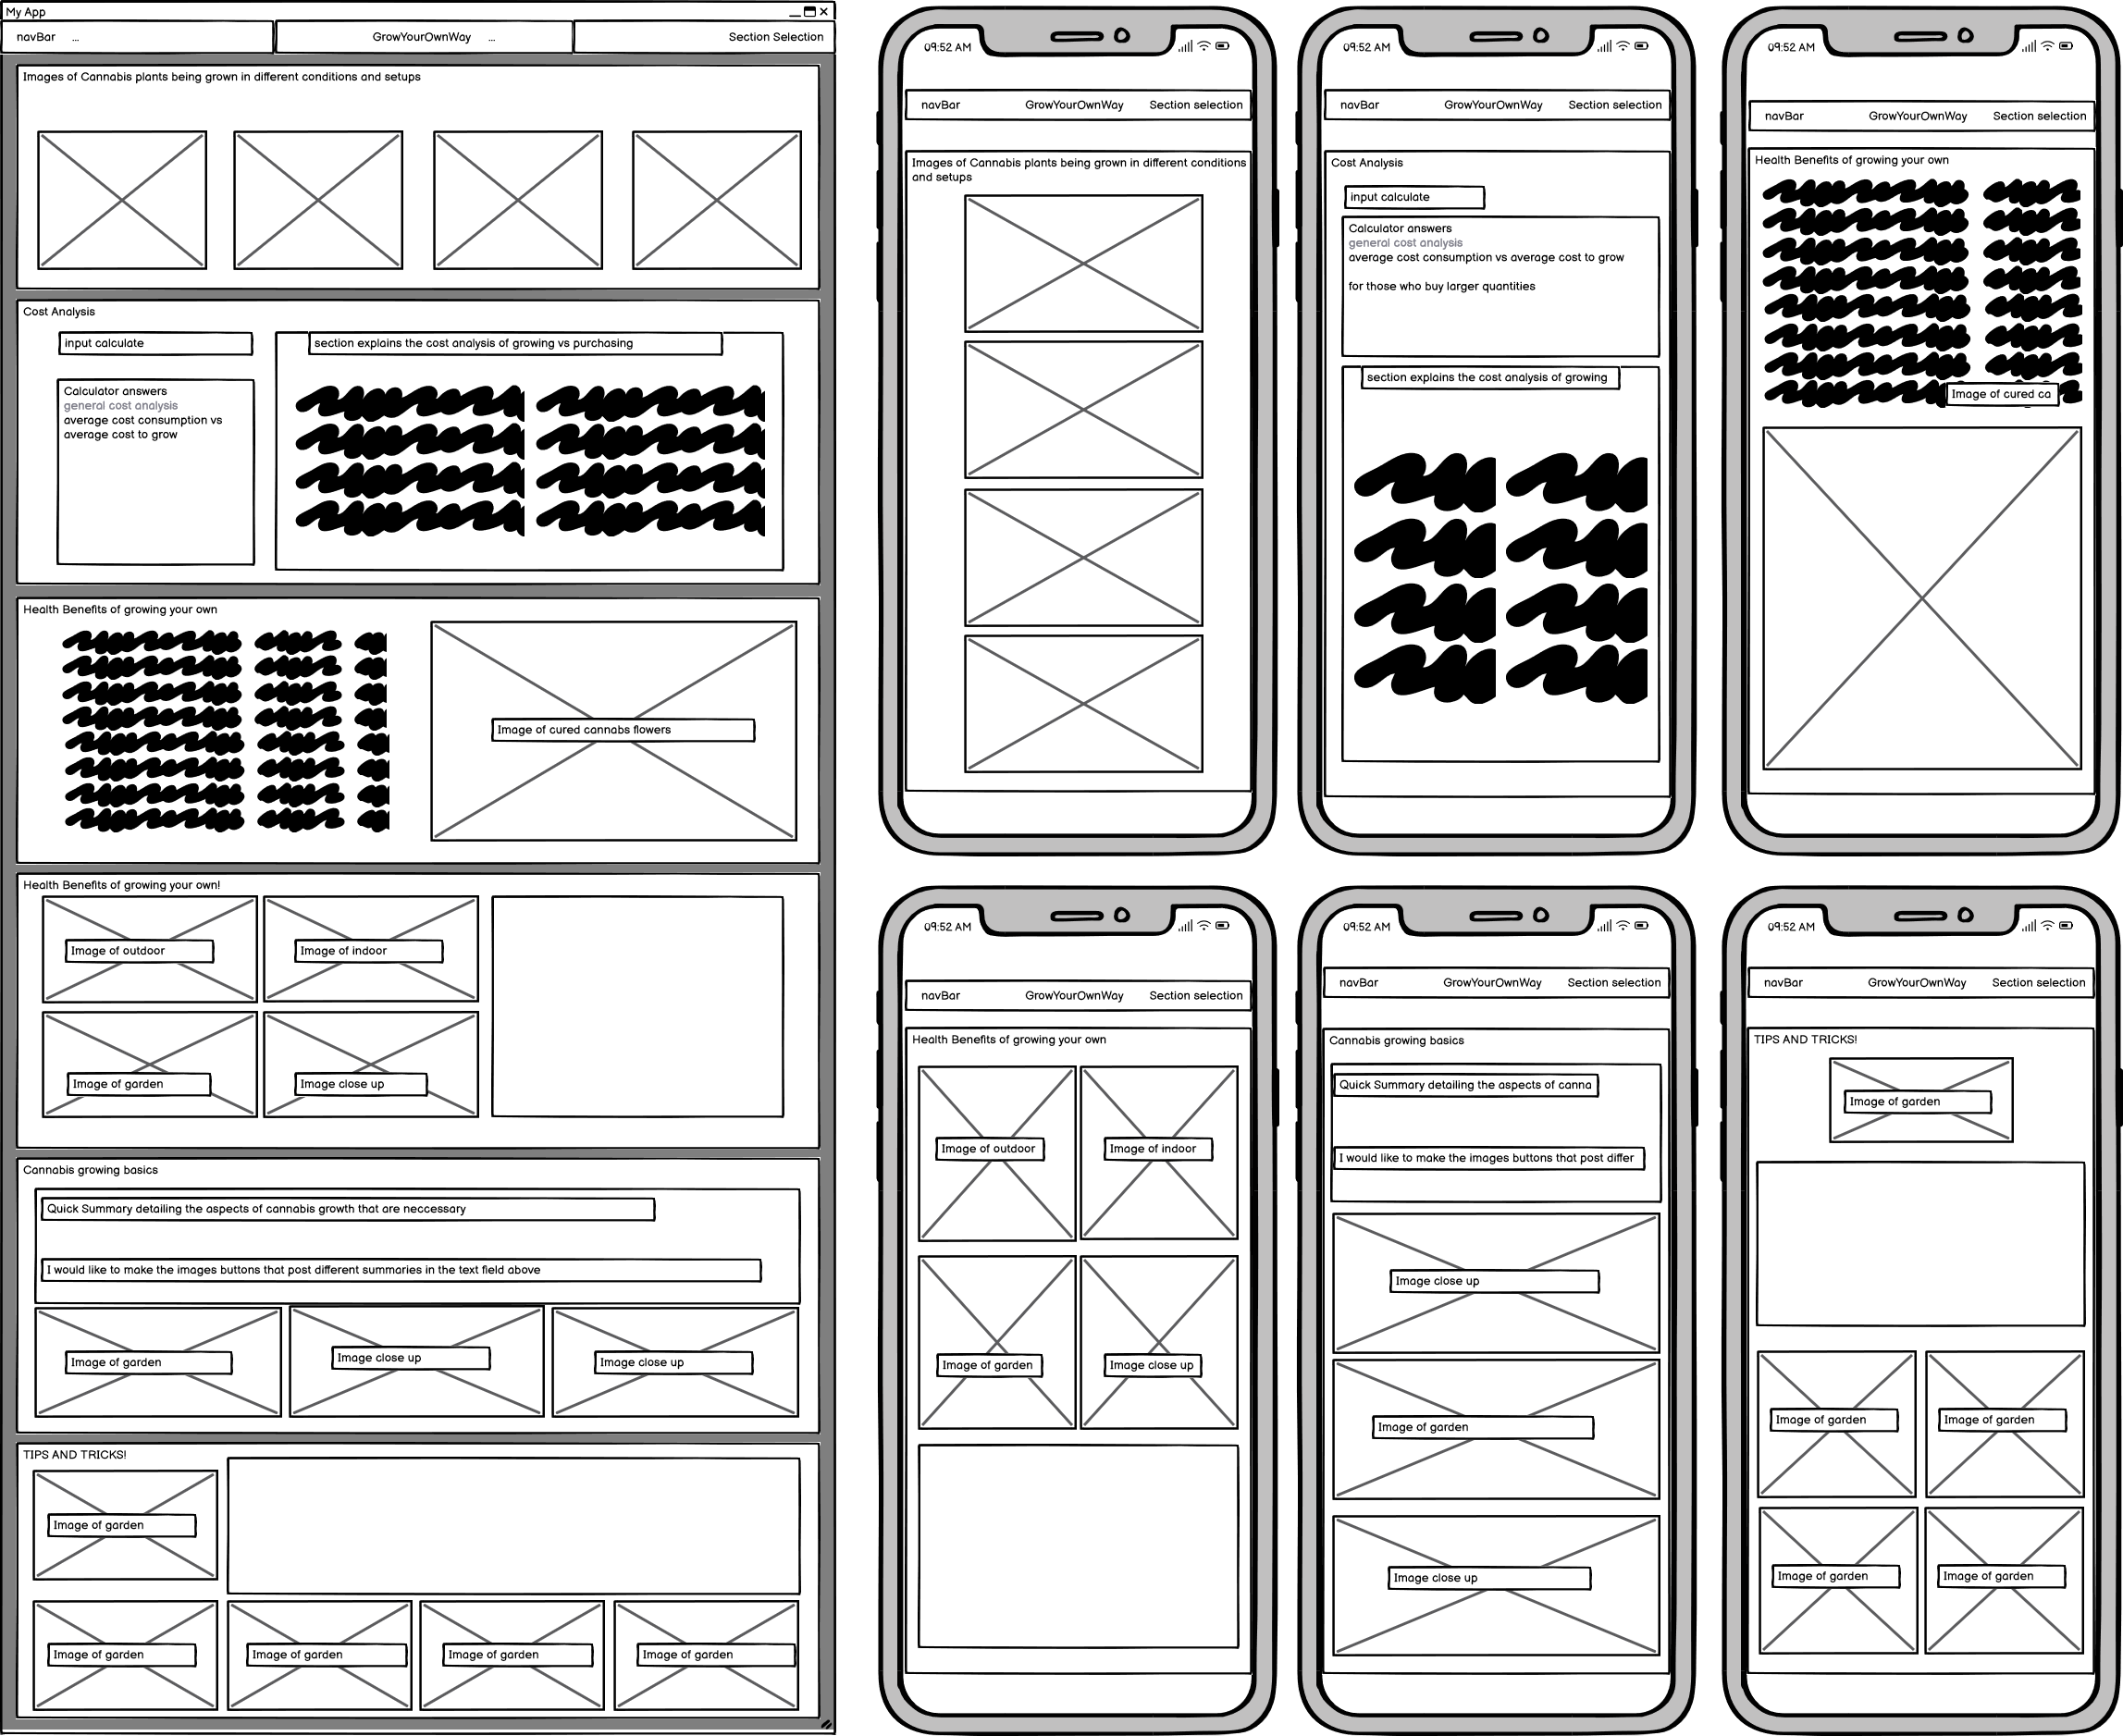 My App
navBar ... GrowYourOwnWay ... Section Selection
Images of Cannabis plants being grown in different conditions and setups
Cost Analysis
input calculate
section explains the cost analysis of growing vs purchasing
Calculator answers
general cost analysis
average cost consumption vs
average cost to grow
Health Benefits of growing your own
Image of cured cannabs flowers
Health Benefits of growing your own!
Image of outdoor
Image of indoor
Image of garden
Image close up
Cannabis growing basics
Quick Summary detailing the aspects of cannabis growth that are neccessary
I would like to make the images buttons that post different summaries in the text field above
Image of garden
Image close up
Image close up
TIPS AND TRICKS!
Image of garden
Image of garden
Image of garden
Image of garden
Image of garden
09:52 AM
navBar GrowYourOwnWay Section selection
Images of Cannabis plants being grown in different conditions
and setups
09:52 AM
navBar GrowYourOwnWay Section selection
Cost Analysis
input calculate
Calculator answers
general cost analysis
average cost consumption vs average cost to grow
for those who buy larger quantities
section explains the cost analysis of growing
09:52 AM
navBar GrowYourOwnWay Section selection
Health Benefits of growing your own
Image of cured ca
09:52 AM
navBar GrowYourOwnWay Section selection
Health Benefits of growing your own
Image of outdoor
Image of indoor
Image of garden
Image close up
09:52 AM
navBar GrowYourOwnWay Section selection
Cannabis growing basics
Quick Summary detailing the aspects of canna
I would like to make the images buttons that post differ
Image close up
Image of garden
Image close up
09:52 AM
navBar GrowYourOwnWay Section selection
TIPS AND TRICKS!
Image of garden
Image of garden
Image of garden
Image of garden
Image of garden